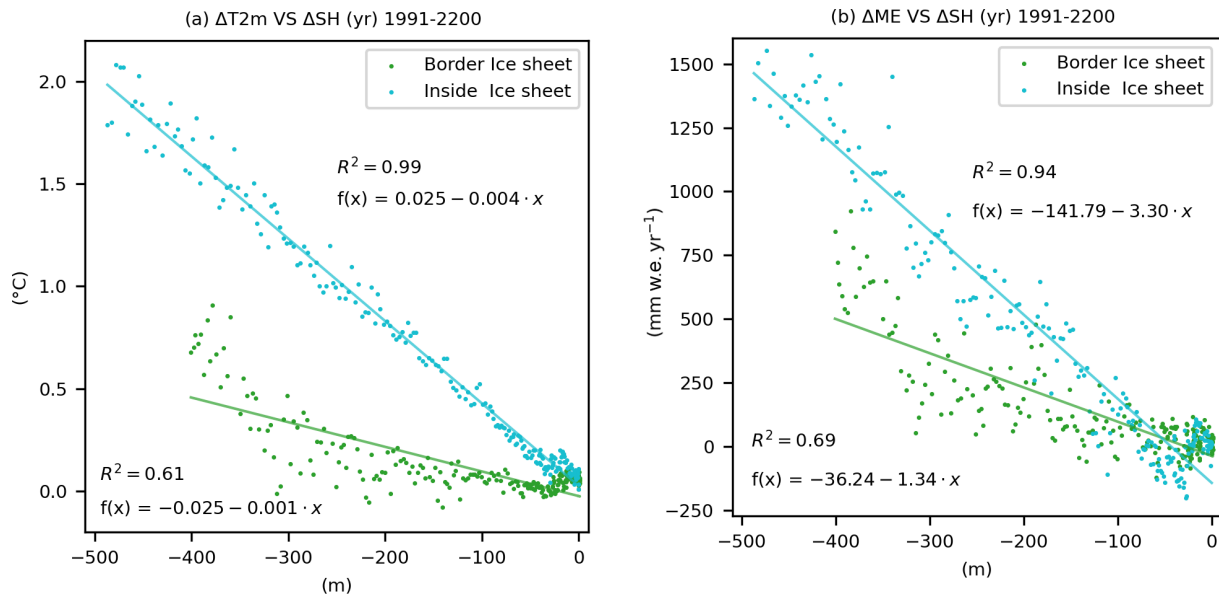 (a) ΔT2m VS ΔSH (yr) 1991-2200
2.0
1.5
1.0
0.5
0.0
(°C)
−500
−400
−300
−200
−100
0
(m)
Border Ice sheet
Inside Ice sheet
R² = 0.99
f(x) = 0.025 − 0.004 · x
R² = 0.61
f(x) = −0.025 − 0.001 · x
(b) ΔME VS ΔSH (yr) 1991-2200
1500
1250
1000
750
500
250
0
−250
(mm w.e. yr⁻¹)
−500
−400
−300
−200
−100
0
(m)
Border Ice sheet
Inside Ice sheet
R² = 0.94
f(x) = −141.79 − 3.30 · x
R² = 0.69
f(x) = −36.24 − 1.34 · x